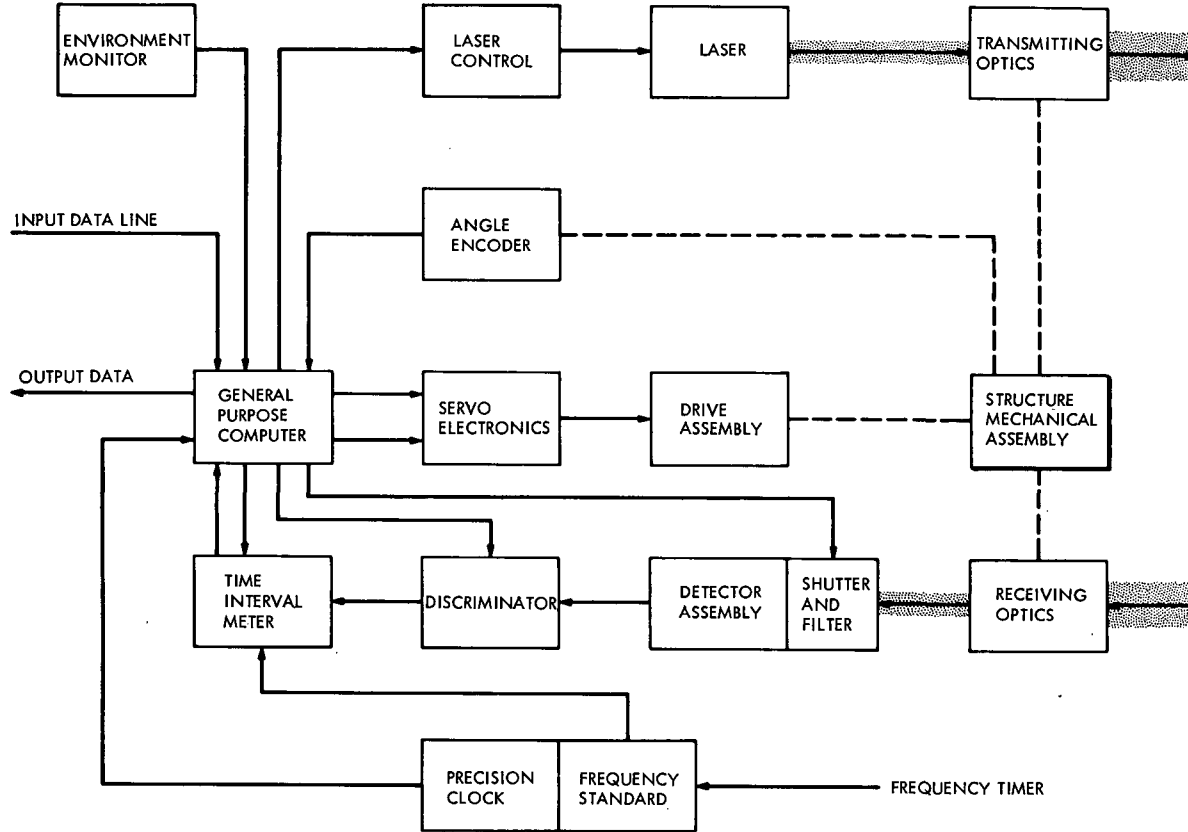 ENVIRONMENT
MONITOR
LASER
CONTROL
LASER
TRANSMITTING
OPTICS
INPUT DATA LINE
ANGLE
ENCODER
OUTPUT DATA
GENERAL
PURPOSE
COMPUTER
SERVO
ELECTRONICS
DRIVE
ASSEMBLY
STRUCTURE
MECHANICAL
ASSEMBLY
TIME
INTERVAL
METER
DISCRIMINATOR
DETECTOR
ASSEMBLY
SHUTTER
AND
FILTER
RECEIVING
OPTICS
PRECISION
CLOCK
FREQUENCY
STANDARD
FREQUENCY TIMER